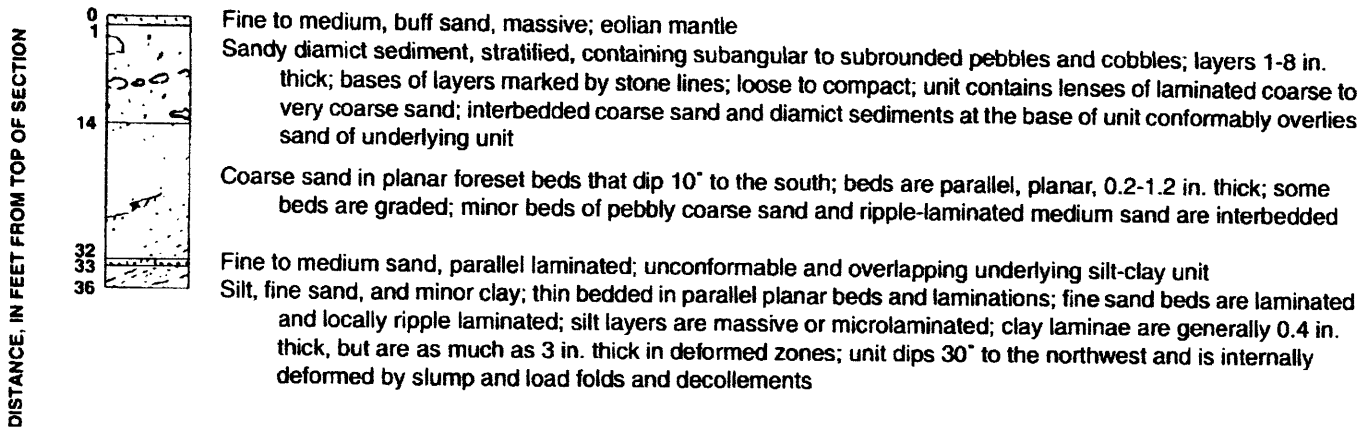 DISTANCE, IN FEET FROM TOP OF SECTION
0
1
14
32
33
36
Fine to medium, buff sand, massive; eolian mantle
Sandy diamict sediment, stratified, containing subangular to subrounded pebbles and cobbles; layers 1-8 in.
thick; bases of layers marked by stone lines; loose to compact; unit contains lenses of laminated coarse to
very coarse sand; interbedded coarse sand and diamict sediments at the base of unit conformably overlies
sand of underlying unit
Coarse sand in planar foreset beds that dip 10° to the south; beds are parallel, planar, 0.2-1.2 in. thick; some
beds are graded; minor beds of pebbly coarse sand and ripple-laminated medium sand are interbedded
Fine to medium sand, parallel laminated; unconformable and overlapping underlying silt-clay unit
Silt, fine sand, and minor clay; thin bedded in parallel planar beds and laminations; fine sand beds are laminated
and locally ripple laminated; silt layers are massive or microlaminated; clay laminae are generally 0.4 in.
thick, but are as much as 3 in. thick in deformed zones; unit dips 30° to the northwest and is internally
deformed by slump and load folds and decollements